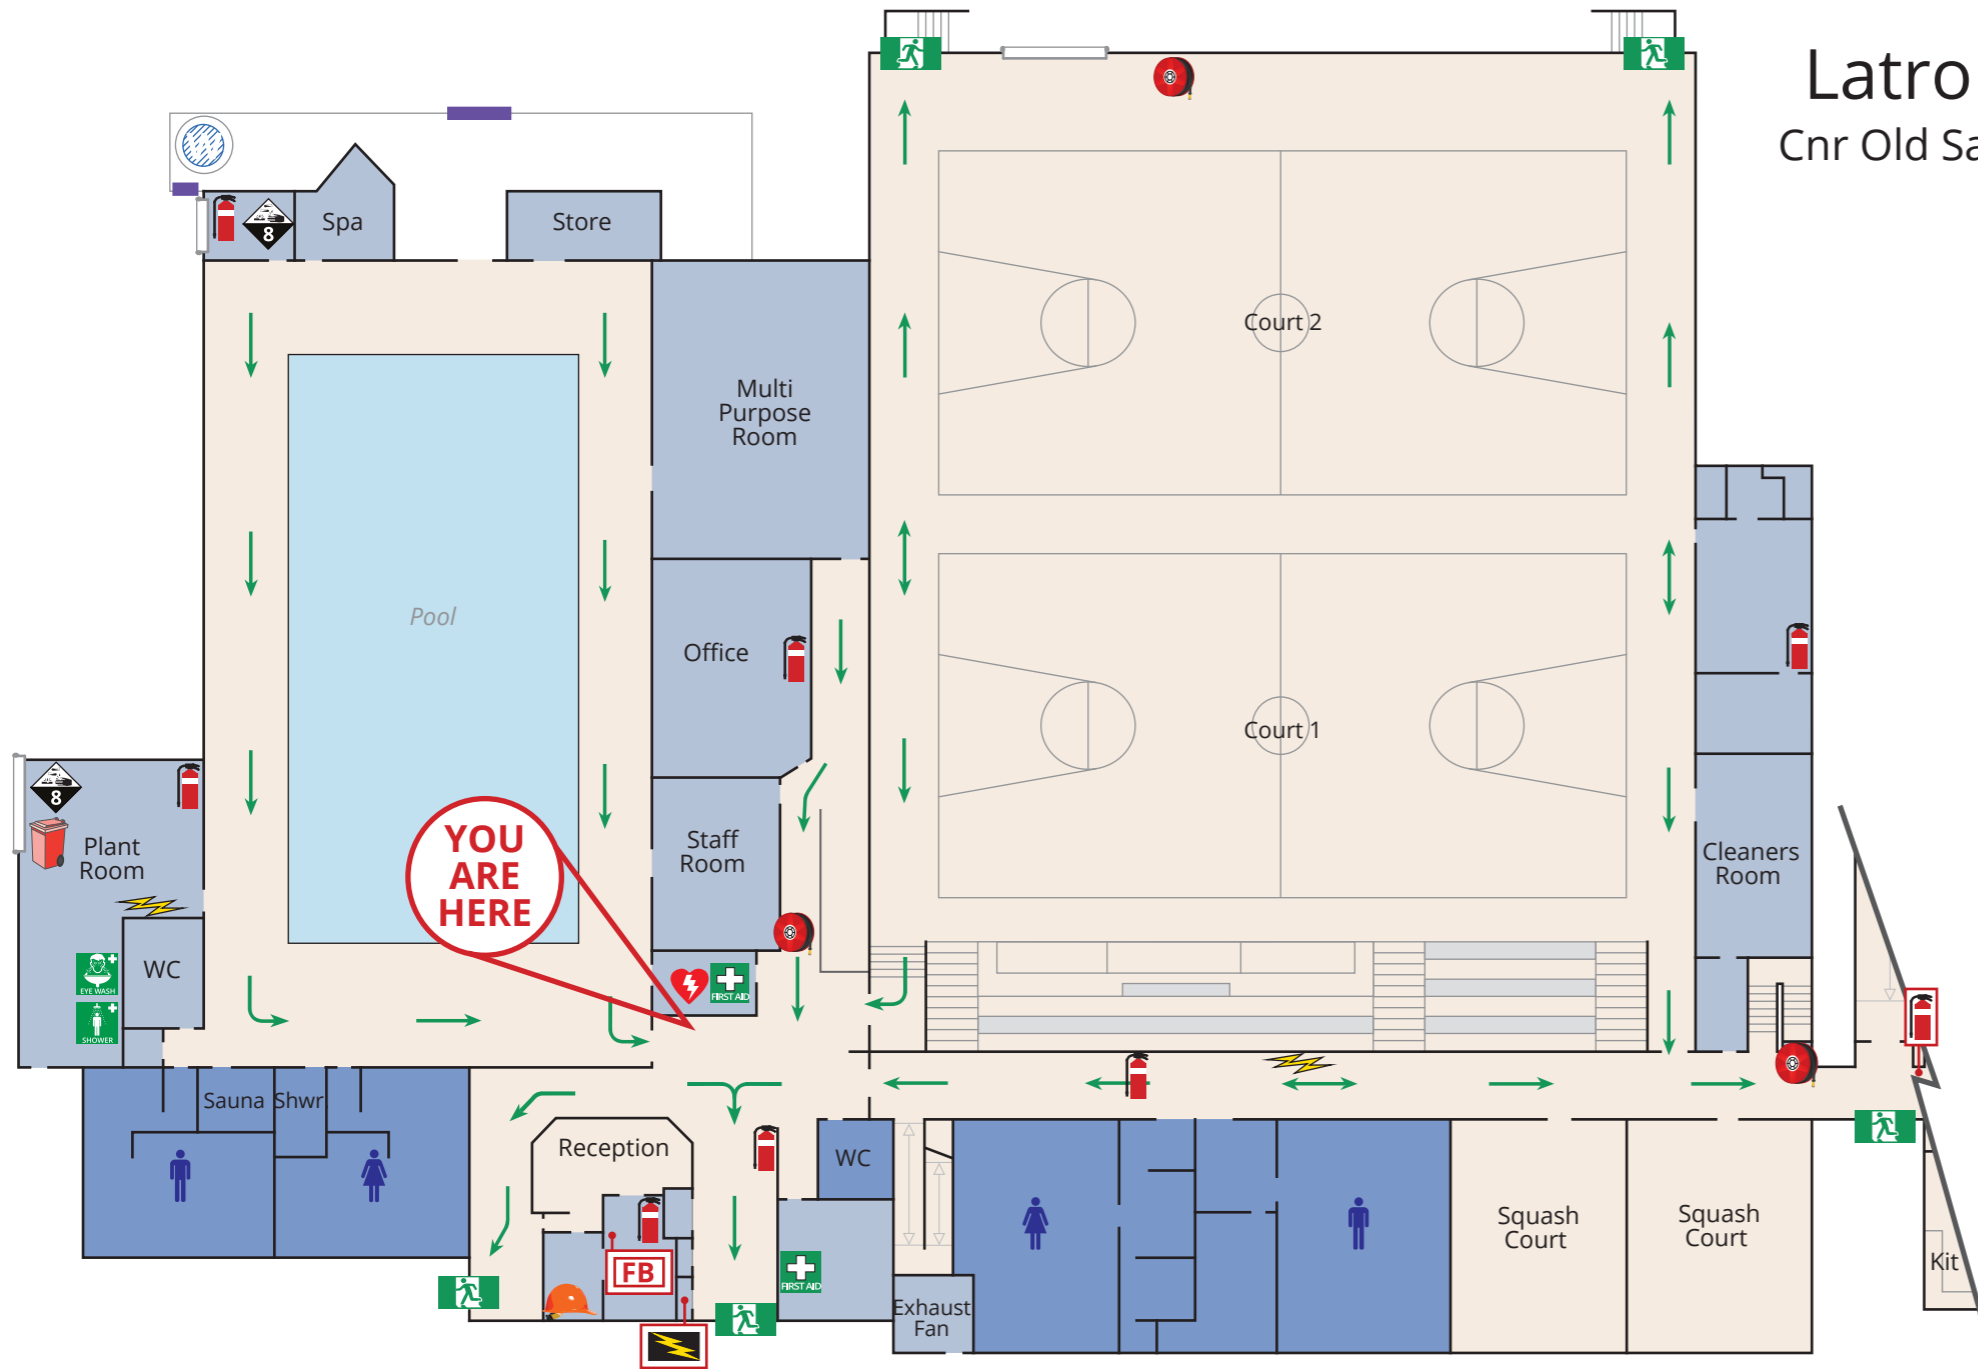 Latro
Cnr Old Sa
Spa
Store
8
Court 2
Multi
Purpose
Room
Pool
Office
Court 1
8
Plant
Room
YOU
ARE
HERE
Staff
Room
Cleaners
Room
WC
EYE WASH
FIRST AID
SHOWER
Sauna
Shwr
Reception
WC
Squash
Court
Squash
Court
Kit
FB
FIRST AID
Exhaust
Fan